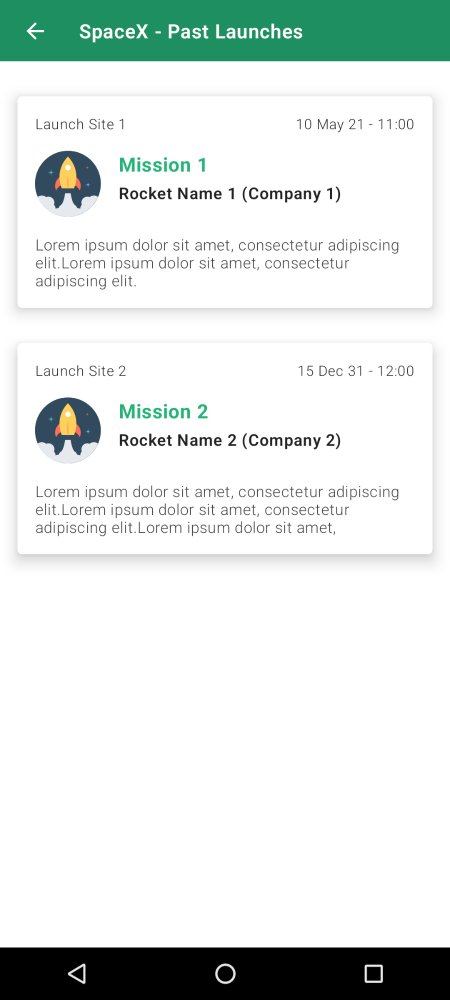 SpaceX - Past Launches
Launch Site 1
10 May 21 - 11:00
Mission 1
Rocket Name 1 (Company 1)
Lorem ipsum dolor sit amet, consectetur adipiscing
elit.Lorem ipsum dolor sit amet, consectetur
adipiscing elit.
Launch Site 2
15 Dec 31 - 12:00
Mission 2
Rocket Name 2 (Company 2)
Lorem ipsum dolor sit amet, consectetur adipiscing
elit.Lorem ipsum dolor sit amet, consectetur
adipiscing elit.Lorem ipsum dolor sit amet,